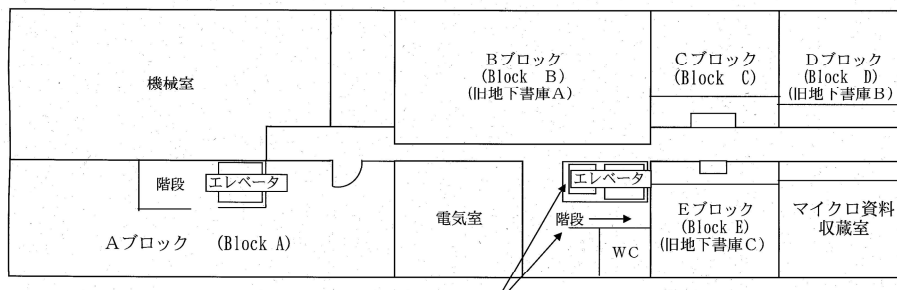 機械室
Bブロック
(Block B)
(旧地下書庫A)
Cブロック
(Block C)
Dブロック
(Block D)
(旧地下書庫B)
階段
エレベータ
Aブロック (Block A)
電気室
エレベータ
階段
WC
Eブロック
(Block E)
(旧地下書庫C)
マイクロ資料
収蔵室